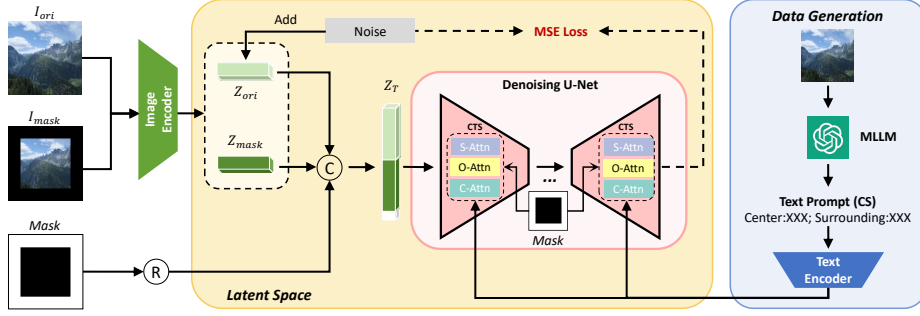 I_ori
I_mask
Mask
Image
Encoder
R
Add
Noise
MSE Loss
Z_ori
Z_mask
C
Z_T
Denoising U-Net
CTS
S-Attn
O-Attn
C-Attn
...
CTS
S-Attn
O-Attn
C-Attn
Mask
Latent Space
Data Generation
MLLM
Text Prompt (CS)
Center:XXX; Surrounding:XXX
Text
Encoder